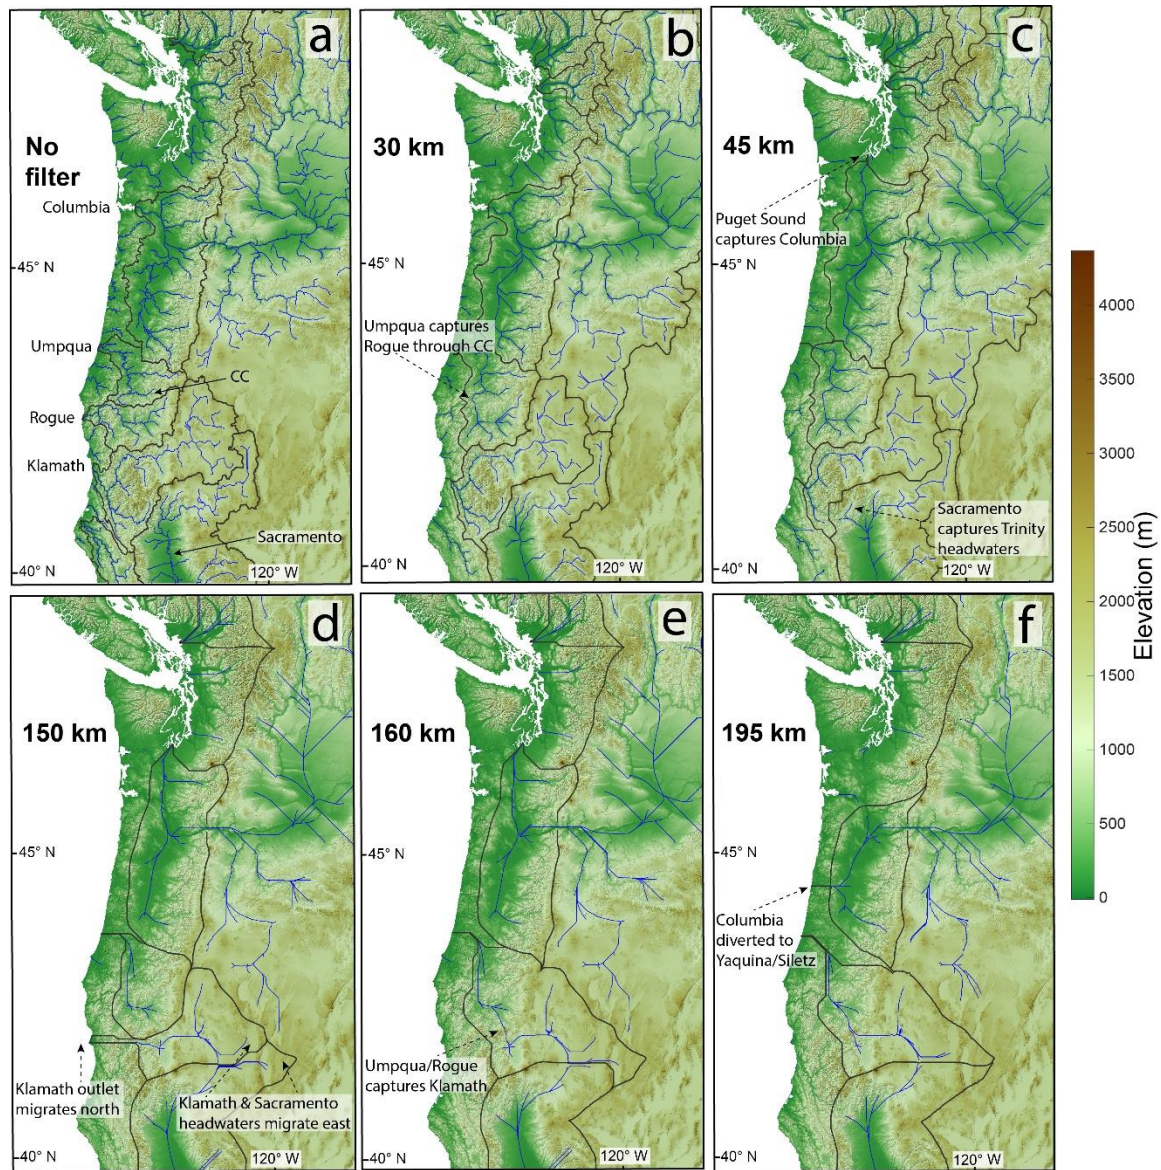 a
No
filter
Columbia
45° N
Umpqua
CC
Rogue
Klamath
Sacramento
40° N
120° W
b
30 km
45° N
Umpqua captures
Rogue through CC
40° N
120° W
c
45 km
Puget Sound
captures Columbia
45° N
Sacramento
captures Trinity
headwaters
40° N
120° W
d
150 km
45° N
Klamath outlet
migrates north
Klamath & Sacramento
headwaters migrate east
40° N
120° W
e
160 km
45° N
Umpqua/Rogue
captures Klamath
40° N
120° W
f
195 km
45° N
Columbia
diverted to
Yaquina/Siletz
40° N
120° W
4000
3500
3000
2500
2000
1500
1000
500
0
Elevation (m)